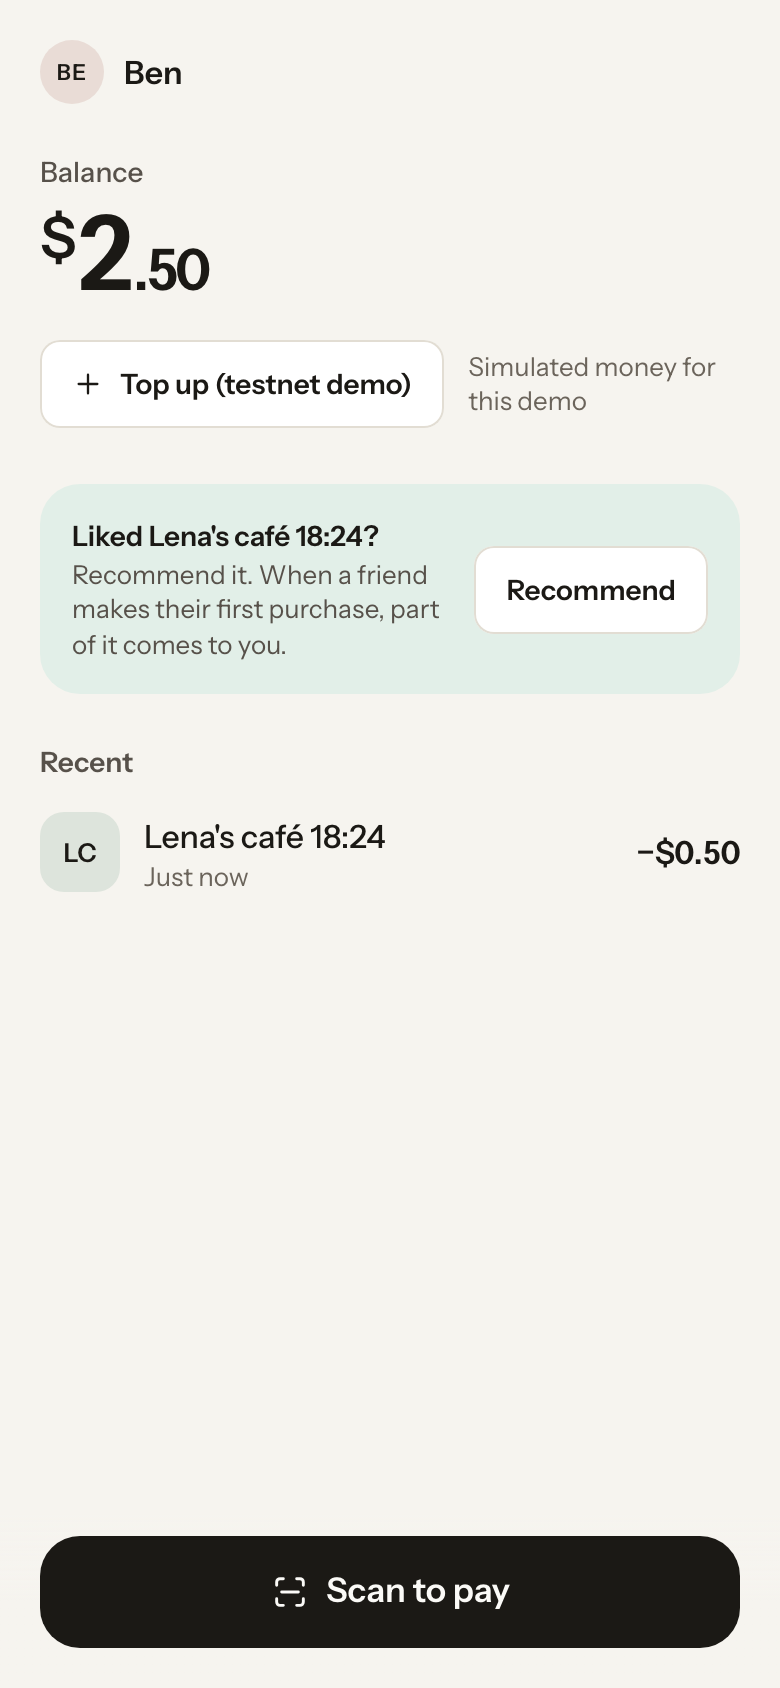 BE
Ben
Balance
$2.50
+ Top up (testnet demo)
Simulated money for
this demo
Liked Lena's café 18:24?
Recommend it. When a friend
makes their first purchase, part
of it comes to you.
Recommend
Recent
LC
Lena's café 18:24
Just now
−$0.50
Scan to pay